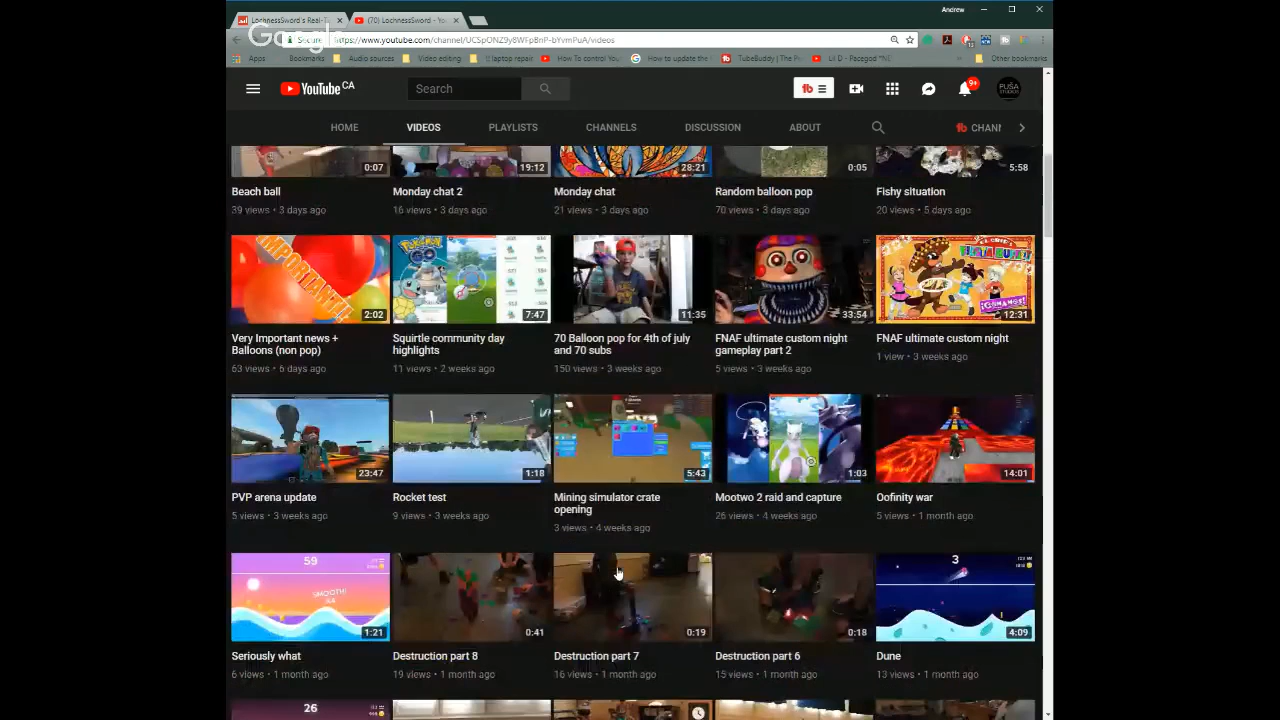 Andrew
LochnessSword's Real-T
(70) LochnessSword - Yo
Google
Secure
https://www.youtube.com/channel/UCSpONZ9y8WFpBnP-bYvmPuA/videos
Apps
Bookmarks
Audio sources
Video editing
laptop repair
How To control You
How to update the
TubeBuddy | The P
Lil D - Pacegod *N
Other bookmarks
YouTube CA
Search
9+
HOME
VIDEOS
PLAYLISTS
CHANNELS
DISCUSSION
ABOUT
CHANN
0:07
19:12
28:21
0:05
5:58
Beach ball
Monday chat 2
Monday chat
Random balloon pop
Fishy situation
39 views • 3 days ago
16 views • 3 days ago
21 views • 3 days ago
70 views • 3 days ago
20 views • 5 days ago
IMPORTANT!
2:02
7:47
11:35
33:54
12:31
Very Important news +
Balloons (non pop)
63 views • 6 days ago
Squirtle community day
highlights
11 views • 2 weeks ago
70 Balloon pop for 4th of july
and 70 subs
150 views • 3 weeks ago
FNAF ultimate custom night
gameplay part 2
5 views • 3 weeks ago
FNAF ultimate custom night
1 view • 3 weeks ago
23:47
1:18
5:43
1:03
14:01
PVP arena update
5 views • 3 weeks ago
Rocket test
9 views • 3 weeks ago
Mining simulator crate
opening
3 views • 4 weeks ago
Mootwo 2 raid and capture
26 views • 4 weeks ago
Oofinity war
5 views • 1 month ago
59
SMOOTH!
3
1:21
0:41
0:19
0:18
4:09
Seriously what
6 views • 1 month ago
Destruction part 8
19 views • 1 month ago
Destruction part 7
16 views • 1 month ago
Destruction part 6
15 views • 1 month ago
Dune
13 views • 1 month ago
26